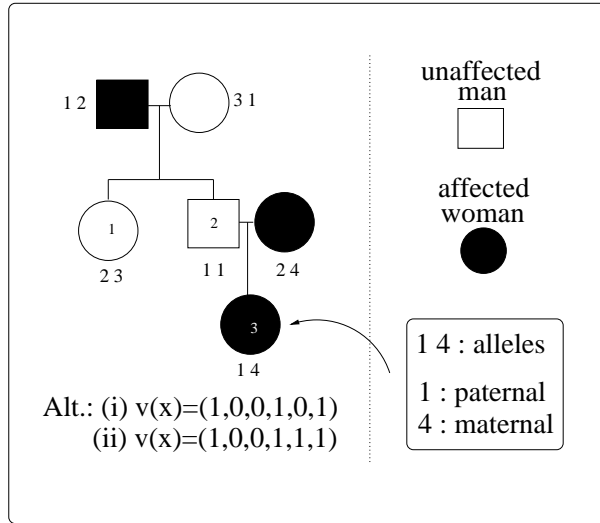 1 2
3 1
1
2
2 3
1 1
2 4
3
1 4
Alt.: (i) v(x)=(1,0,0,1,0,1)
(ii) v(x)=(1,0,0,1,1,1)
unaffected
man
affected
woman
1 4 : alleles
1 : paternal
4 : maternal